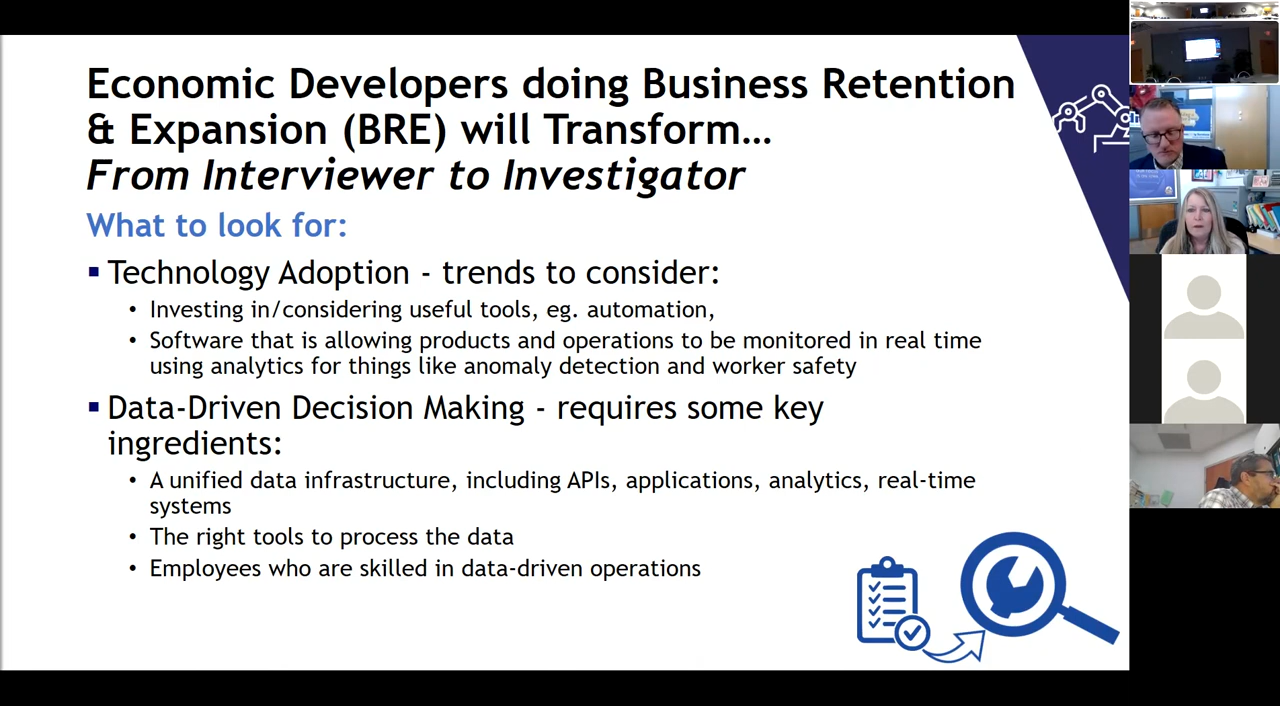 Economic Developers doing Business Retention
& Expansion (BRE) will Transform…
From Interviewer to Investigator
What to look for:
Technology Adoption - trends to consider:
Investing in/considering useful tools, eg. automation,
Software that is allowing products and operations to be monitored in real time
using analytics for things like anomaly detection and worker safety
Data-Driven Decision Making - requires some key
ingredients:
A unified data infrastructure, including APIs, applications, analytics, real-time
systems
The right tools to process the data
Employees who are skilled in data-driven operations